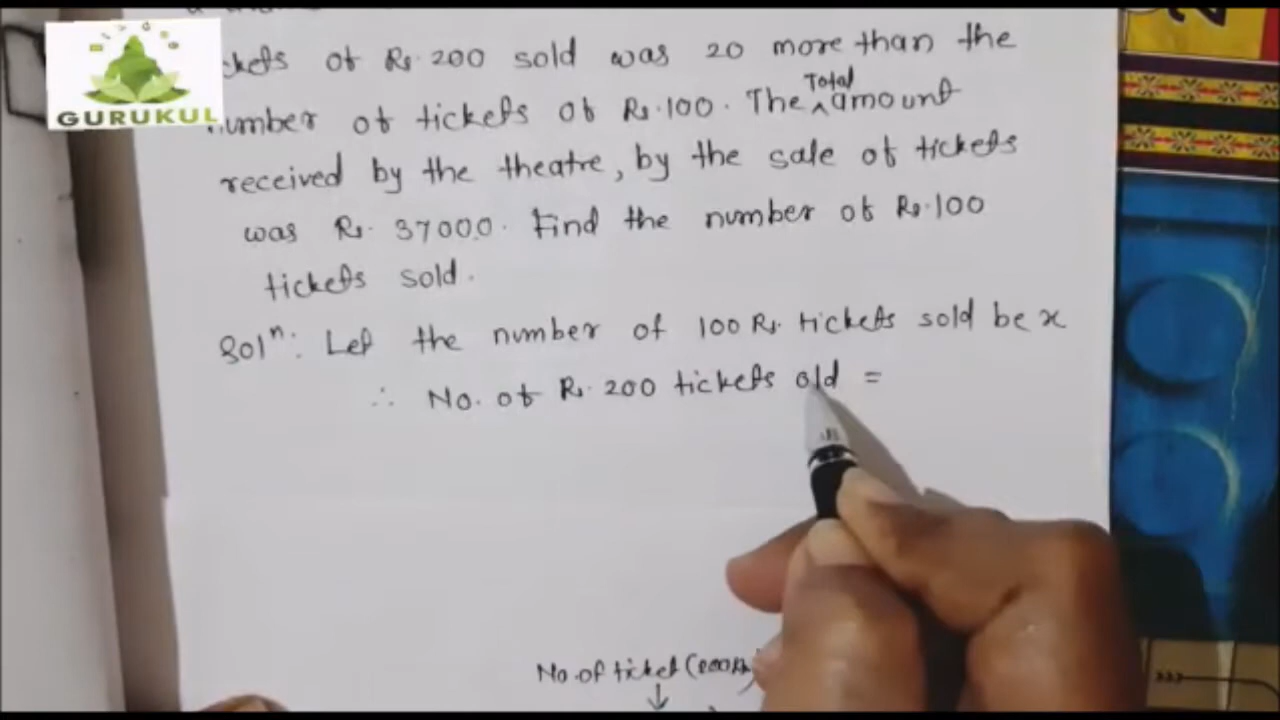 GURUKUL
of Rs. 200 sold was 20 more than the
number of tickets of Rs.100. The Total amount
received by the theatre, by the sale of tickets
was Rs. 37000. Find the number of Rs.100
tickets sold.
Solⁿ: Let the number of 100 Rs. tickets sold be x
∴ No. of Rs. 200 tickets old =
No. of ticket